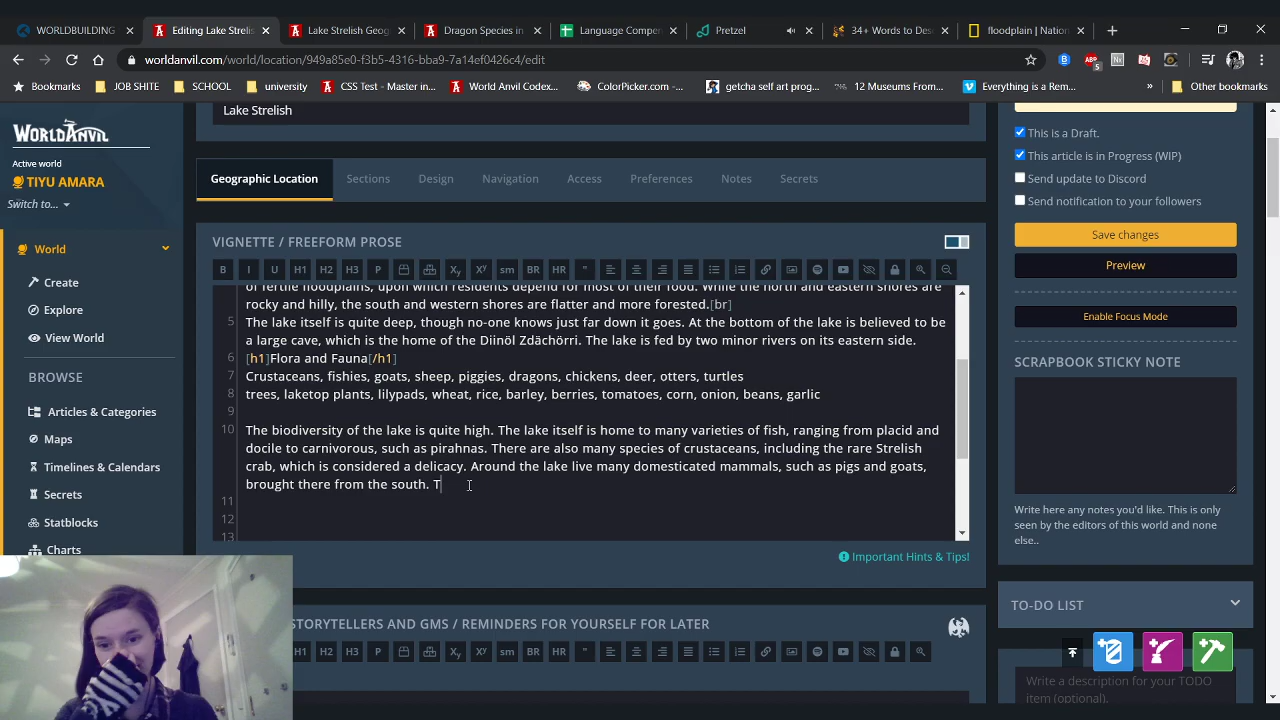 WORLDBUILDING
Editing Lake Strelis
Lake Strelish Geog
Dragon Species in
Language Compen
Pretzel
34+ Words to Des
floodplain | Nation
worldanvil.com/world/location/949a85e0-f3b5-4316-bba9-7a14ef0426c4/edit
Bookmarks
JOB SHITE
SCHOOL
university
CSS Test - Master in...
World Anvil Codex...
ColorPicker.com -...
getcha self art prog...
12 Museums From...
Everything is a Rem...
»
Other bookmarks
WORLDANVIL
Active world
TIYU AMARA
Switch to...
World
Create
Explore
View World
BROWSE
Articles & Categories
Maps
Timelines & Calendars
Secrets
Statblocks
Charts
Lake Strelish
Geographic Location
Sections
Design
Navigation
Access
Preferences
Notes
Secrets
VIGNETTE / FREEFORM PROSE
B I U H1 H2 H3 P Xy XY sm BR HR "
of fertile floodplains, upon which residents depend for most of their food. While the north and eastern shores are
rocky and hilly, the south and western shores are flatter and more forested.[br]
5 The lake itself is quite deep, though no-one knows just far down it goes. At the bottom of the lake is believed to be
a large cave, which is the home of the Diinöl Zdächörri. The lake is fed by two minor rivers on its eastern side.
6 [h1]Flora and Fauna[/h1]
7 Crustaceans, fishies, goats, sheep, piggies, dragons, chickens, deer, otters, turtles
8 trees, laketop plants, lilypads, wheat, rice, barley, berries, tomatoes, corn, onion, beans, garlic
9
10 The biodiversity of the lake is quite high. The lake itself is home to many varieties of fish, ranging from placid and
docile to carnivorous, such as pirahnas. There are also many species of crustaceans, including the rare Strelish
crab, which is considered a delicacy. Around the lake live many domesticated mammals, such as pigs and goats,
brought there from the south. T
11
12
13
Important Hints & Tips!
STORYTELLERS AND GMS / REMINDERS FOR YOURSELF FOR LATER
H1 H2 H3 P Xy XY sm BR HR "
This is a Draft.
This article is in Progress (WIP)
Send update to Discord
Send notification to your followers
Save changes
Preview
Enable Focus Mode
SCRAPBOOK STICKY NOTE
Write here any notes you'd like. This is only
seen by the editors of this world and none
else..
TO-DO LIST
Write a description for your TODO
item (optional).